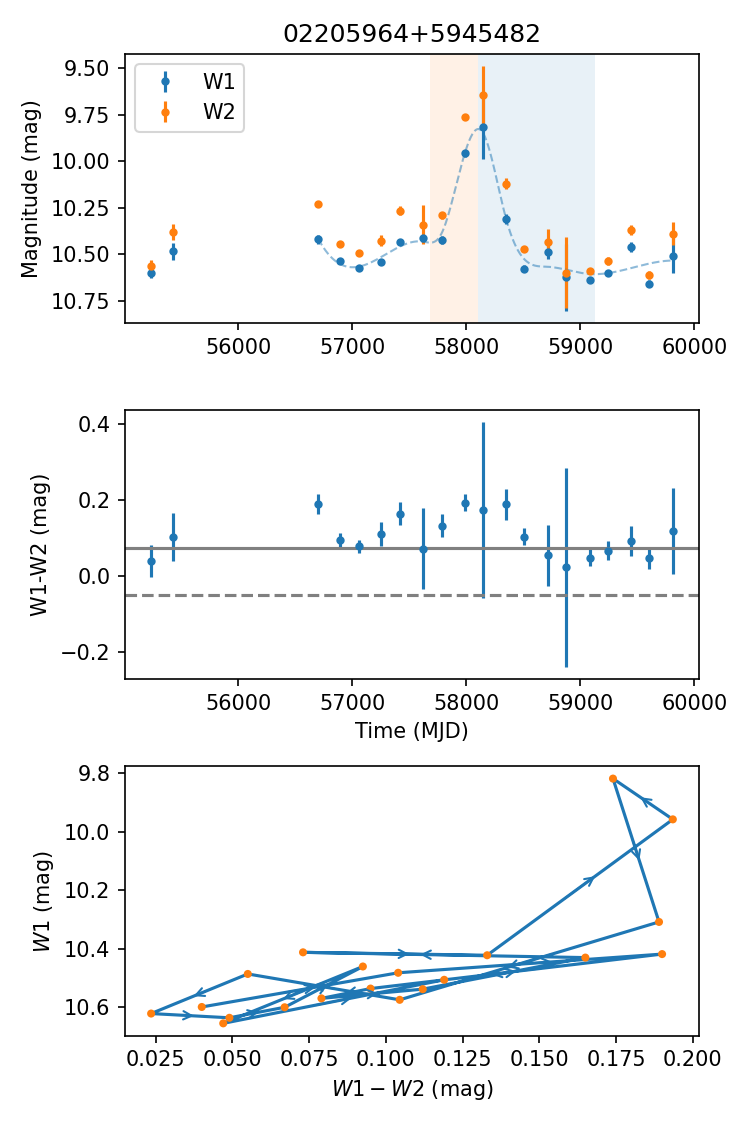 02205964+5945482
9.50
9.75
10.00
10.25
10.50
10.75
Magnitude (mag)
W1
W2
56000 57000 58000 59000 60000
0.4
0.2
0.0
−0.2
W1-W2 (mag)
56000 57000 58000 59000 60000
Time (MJD)
9.8
10.0
10.2
10.4
10.6
W1 (mag)
0.025 0.050 0.075 0.100 0.125 0.150 0.175 0.200
W1 − W2 (mag)